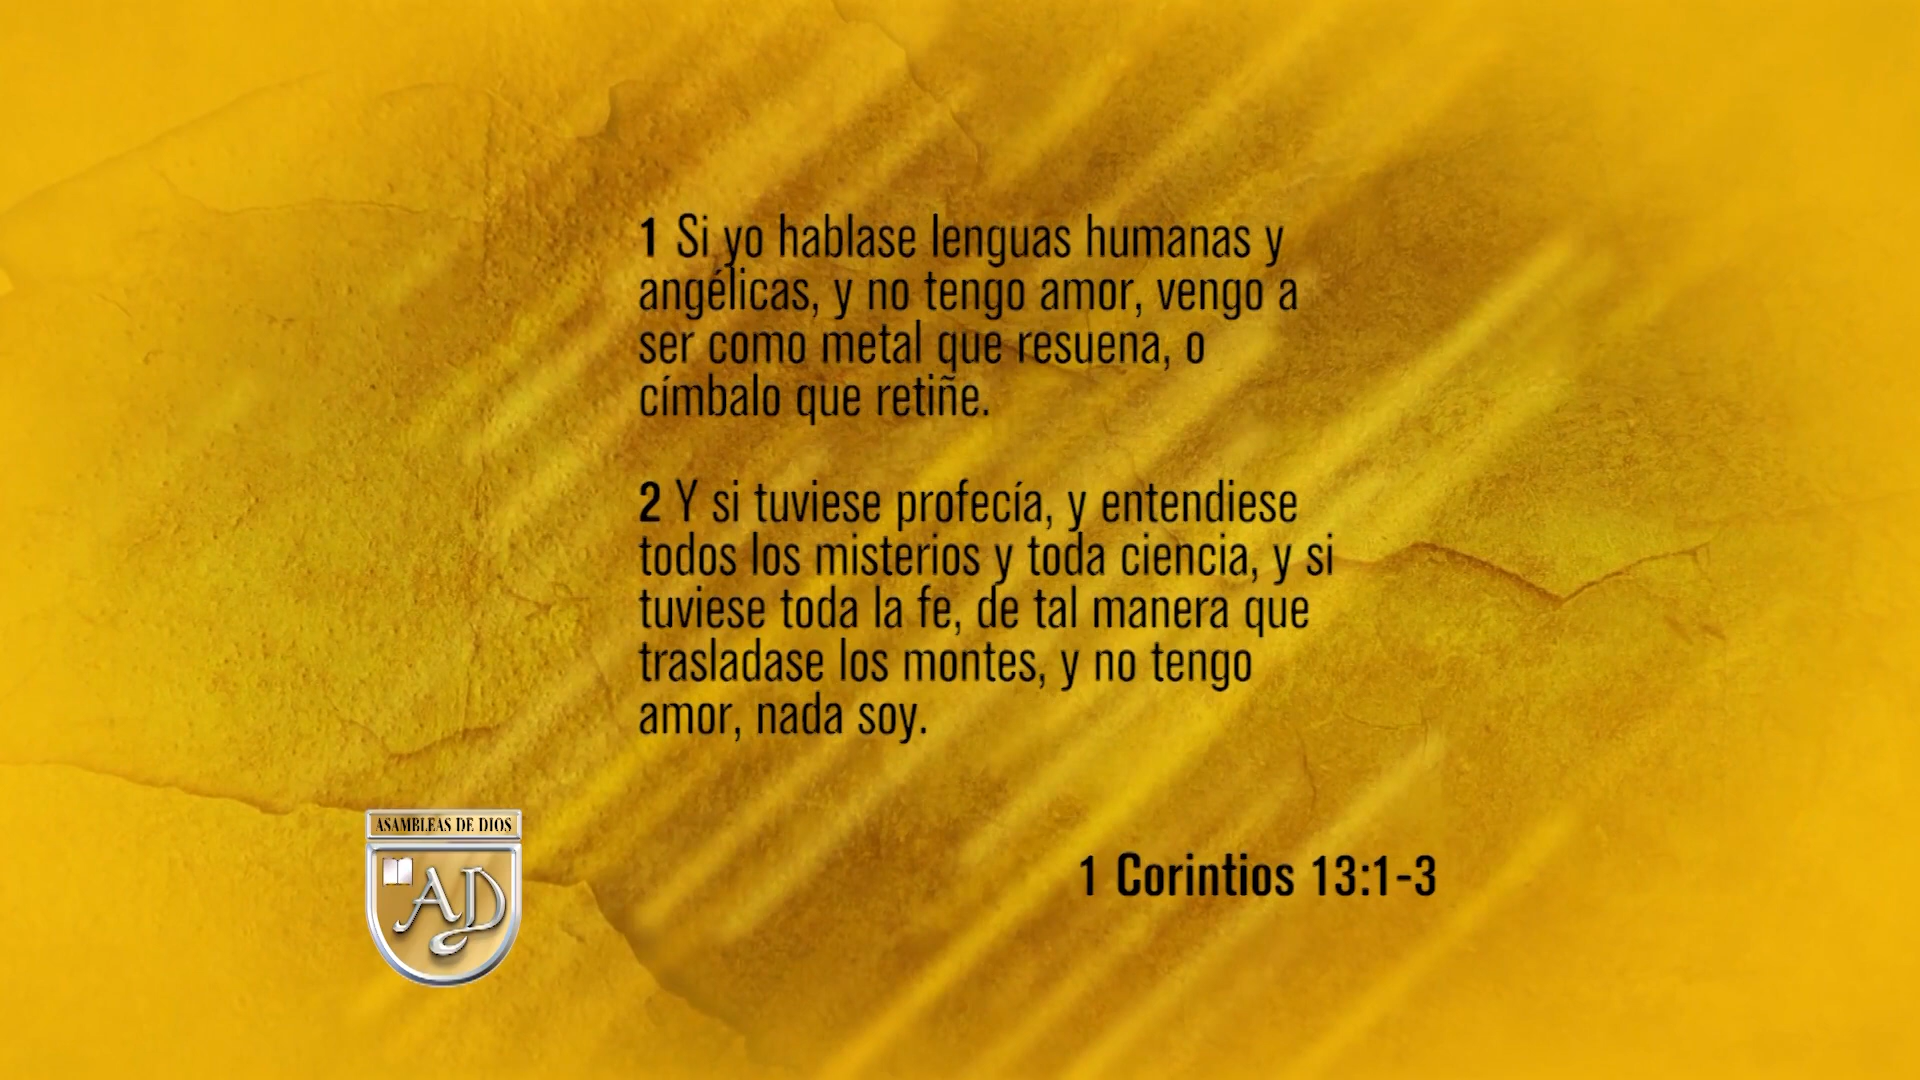 1 Si yo hablase lenguas humanas y
angélicas, y no tengo amor, vengo a
ser como metal que resuena, o
címbalo que retiñe.
2 Y si tuviese profecía, y entendiese
todos los misterios y toda ciencia, y si
tuviese toda la fe, de tal manera que
trasladase los montes, y no tengo
amor, nada soy.
ASAMBLEAS DE DIOS
AD
1 Corintios 13:1-3